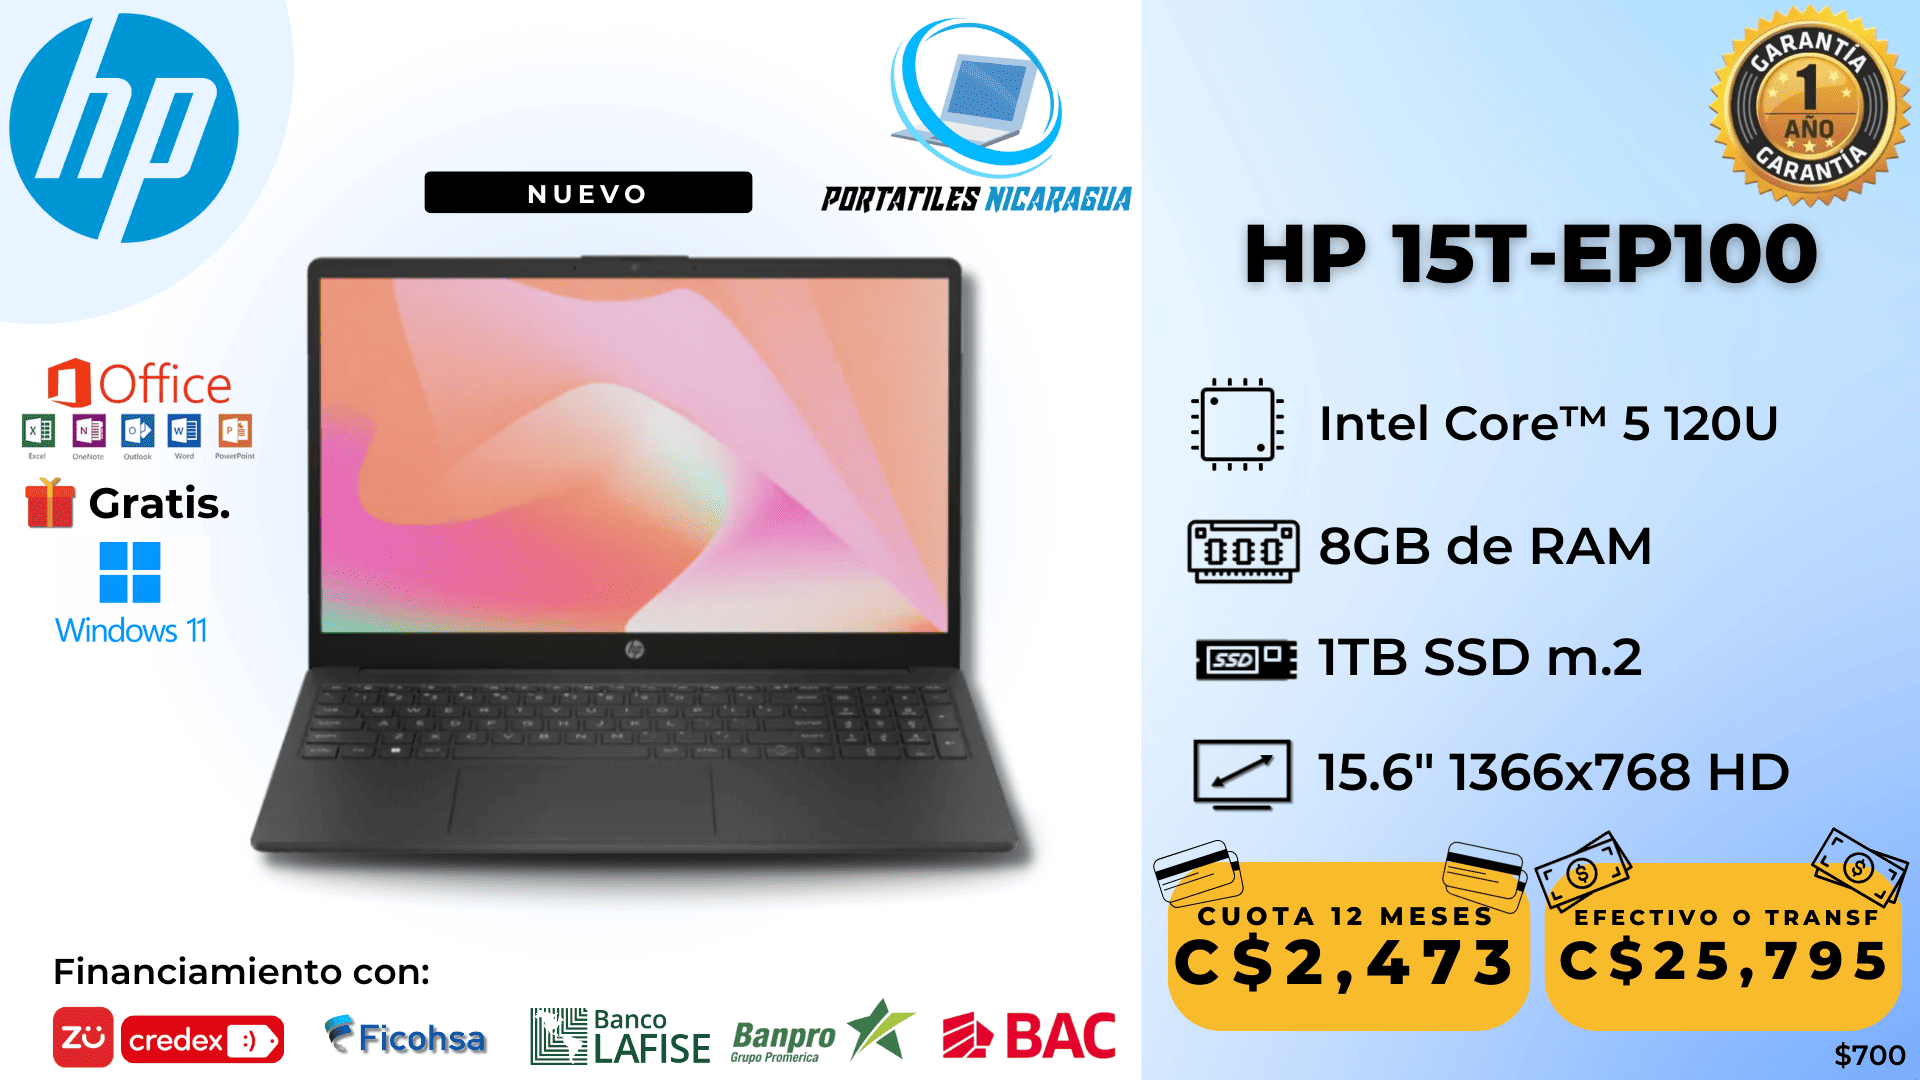 hp
NUEVO
PORTATILES NICARAGUA
GARANTÍA
1
AÑO
GARANTÍA
HP 15T-EP100
Office
Excel OneNote Outlook Word PowerPoint
Gratis.
Windows 11
Intel Core™ 5 120U
8GB de RAM
SSD
1TB SSD m.2
15.6" 1366x768 HD
hp
CUOTA 12 MESES
C$2,473
EFECTIVO O TRANSF
C$25,795
$700
Financiamiento con:
zü
credex :)
Ficohsa
Banco
LAFISE
Banpro
Grupo Promerica
BAC